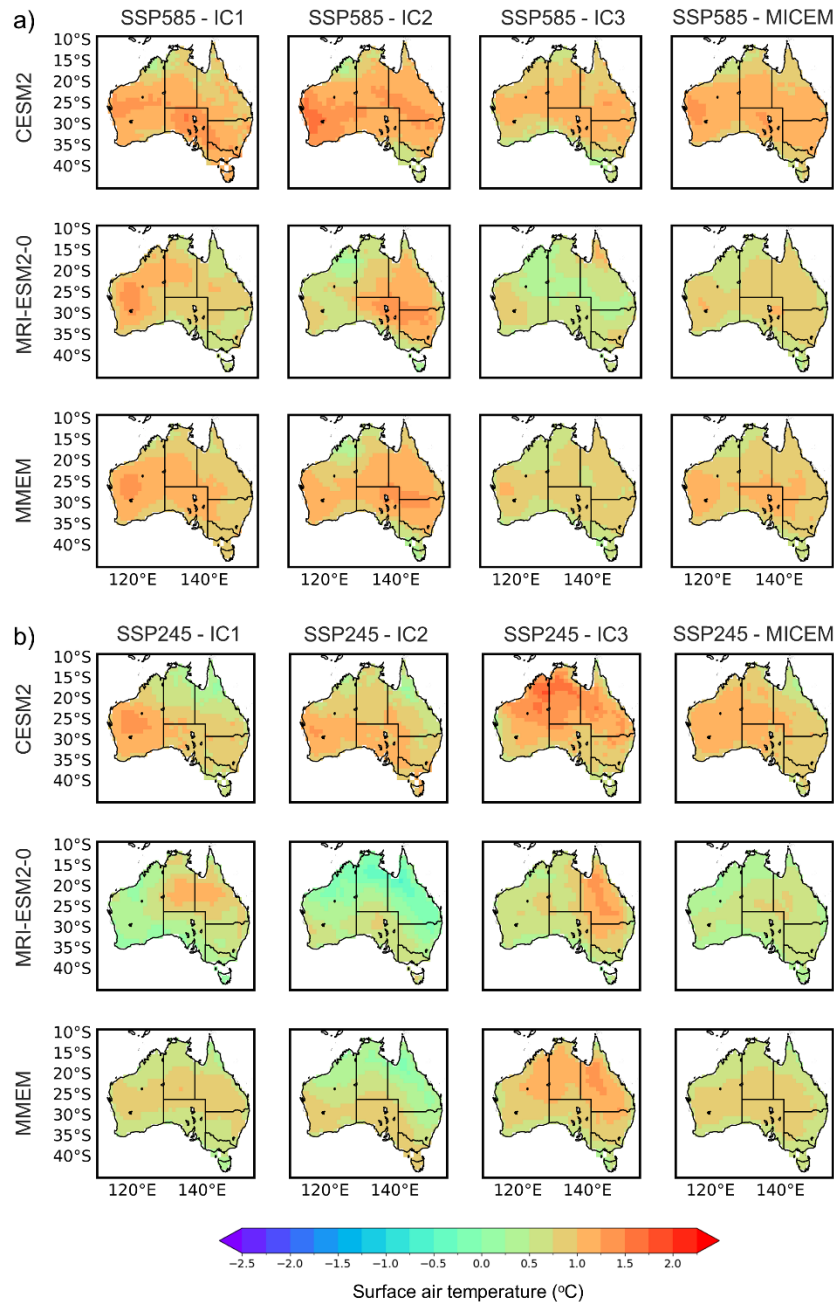 a)
SSP585 - IC1 SSP585 - IC2 SSP585 - IC3 SSP585 - MICEM
CESM2
10°S
15°S
20°S
25°S
30°S
35°S
40°S
MRI-ESM2-0
10°S
15°S
20°S
25°S
30°S
35°S
40°S
MMEM
10°S
15°S
20°S
25°S
30°S
35°S
40°S
120°E 140°E 120°E 140°E 120°E 140°E 120°E 140°E
b)
SSP245 - IC1 SSP245 - IC2 SSP245 - IC3 SSP245 - MICEM
CESM2
10°S
15°S
20°S
25°S
30°S
35°S
40°S
MRI-ESM2-0
10°S
15°S
20°S
25°S
30°S
35°S
40°S
MMEM
10°S
15°S
20°S
25°S
30°S
35°S
40°S
120°E 140°E 120°E 140°E 120°E 140°E 120°E 140°E
−2.5 −2.0 −1.5 −1.0 −0.5 0.0 0.5 1.0 1.5 2.0
Surface air temperature (°C)